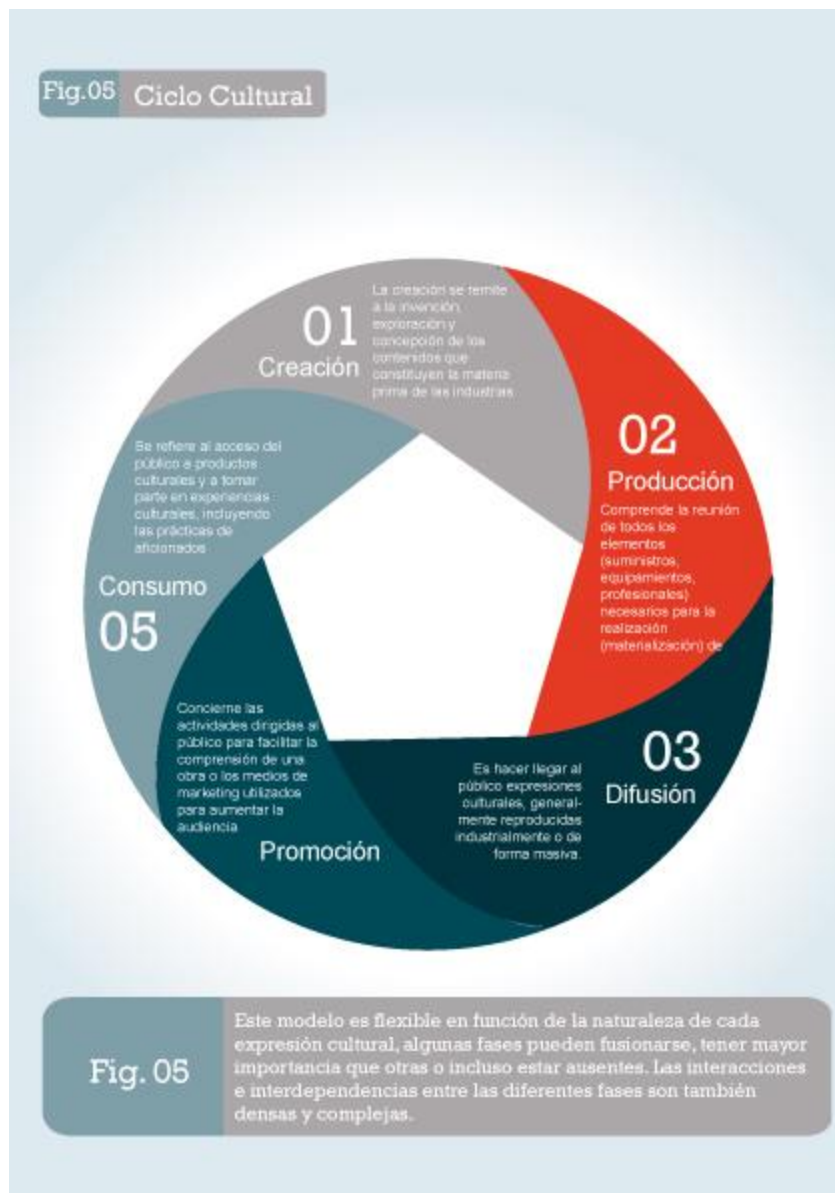 Fig.05 Ciclo Cultural
01
Creación
La creación se remite
a la invención,
exploración y
concepción de los
contenidos que
constituyen la materia
prima de las industrias
02
Producción
Comprende la reunión
de todos los
elementos
(suministros,
equipamientos,
profesionales)
necesarios para la
realización
(materialización) de
03
Difusión
Es hacer llegar al
público expresiones
culturales, general-
mente reproducidas
industrialmente o de
forma masiva.
Concierne las
actividades dirigidas al
público para facilitar la
comprensión de una
obra o los medios de
marketing utilizados
para aumentar la
audiencia
Promoción
Se refiere al acceso del
público a productos
culturales y a tomar
parte en experiencias
culturales, incluyendo
las prácticas de
aficionados
Consumo
05
Fig. 05
Este modelo es flexible en función de la naturaleza de cada
expresión cultural, algunas fases pueden fusionarse, tener mayor
importancia que otras o incluso estar ausentes. Las interacciones
e interdependencias entre las diferentes fases son también
densas y complejas.